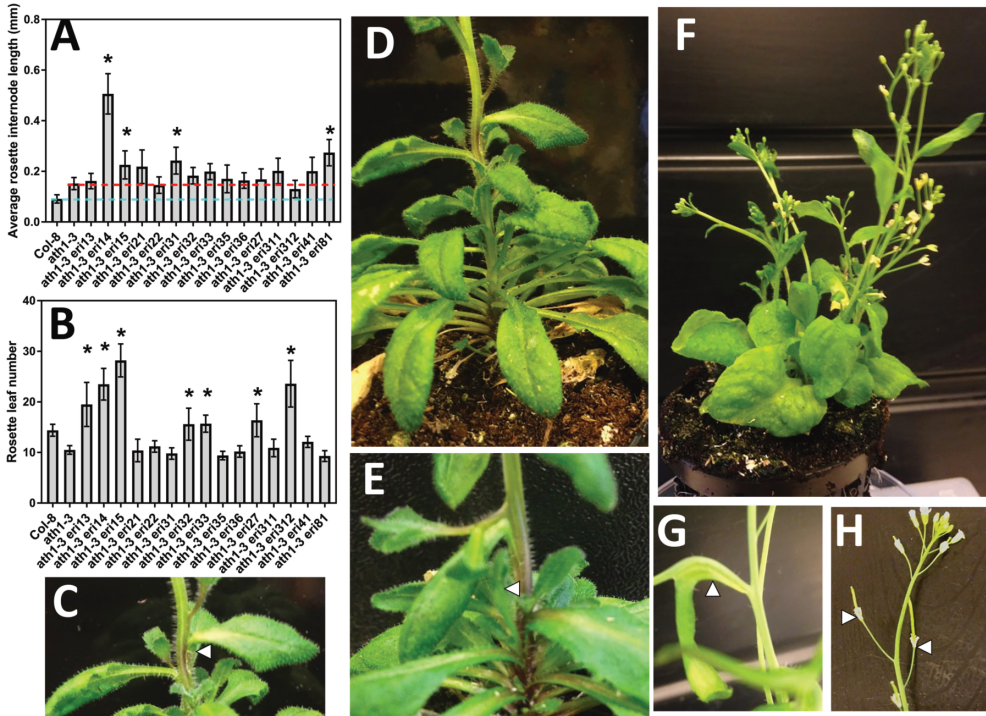 A
Average rosette internode length (mm)
0.8
0.6
0.4
0.2
0.0
*
*
*
*
Col-8
ath1-3
ath1-3 eri13
ath1-3 eri14
ath1-3 eri15
ath1-3 eri21
ath1-3 eri22
ath1-3 eri31
ath1-3 eri32
ath1-3 eri33
ath1-3 eri35
ath1-3 eri36
ath1-3 eri27
ath1-3 eri311
ath1-3 eri312
ath1-3 eri41
ath1-3 eri81
B
Rosette leaf number
40
30
20
10
0
*
*
*
*
*
*
*
Col-8
ath1-3
ath1-3 eri13
ath1-3 eri14
ath1-3 eri15
ath1-3 eri21
ath1-3 eri22
ath1-3 eri31
ath1-3 eri32
ath1-3 eri33
ath1-3 eri35
ath1-3 eri36
ath1-3 eri27
ath1-3 eri311
ath1-3 eri312
ath1-3 eri41
ath1-3 eri81
C
D
E
F
G
H